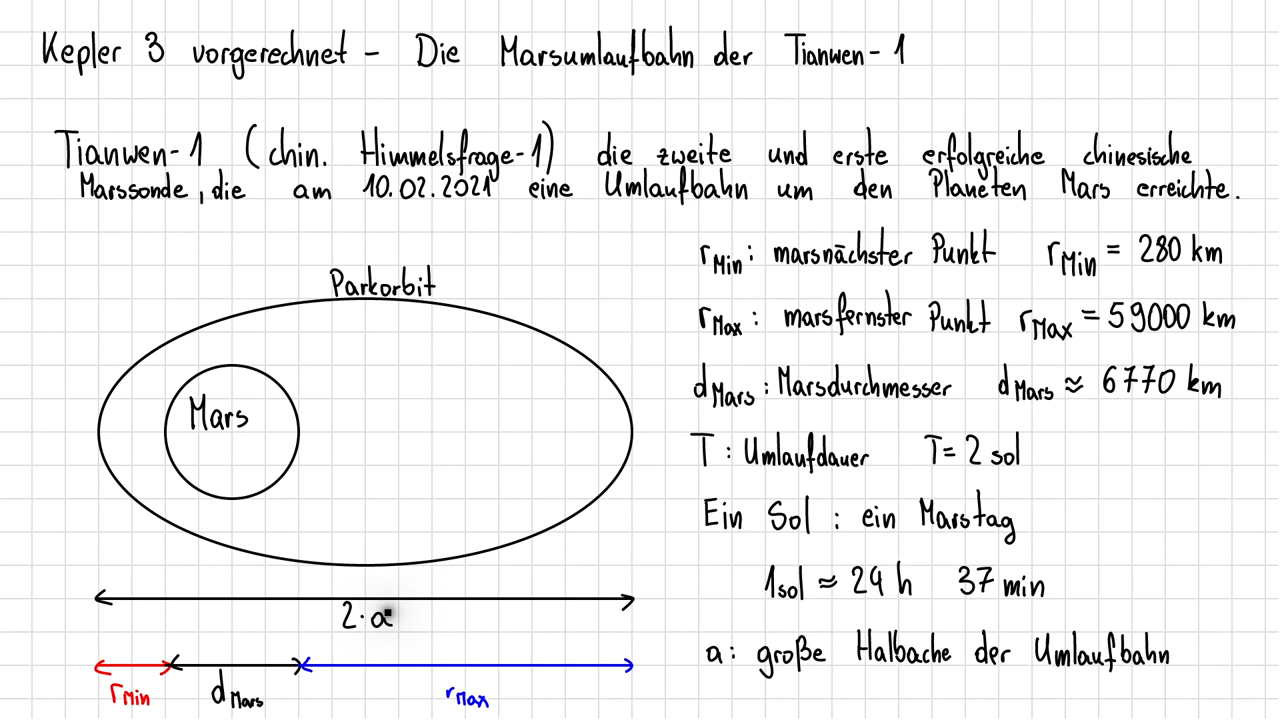 Kepler 3 vorgerechnet - Die Marsumlaufbahn der Tianwen-1
Tianwen-1 (chin. Himmelsfrage-1) die zweite und erste erfolgreiche chinesische
Marssonde, die am 10.02.2021 eine Umlaufbahn um den Planeten Mars erreichte.
Parkorbit
Mars
2·a
rMin
dMars
rMax
rMin: marsnächster Punkt rMin = 280 km
rMax: marsfernster Punkt rMax = 59000 km
dMars: Marsdurchmesser dMars ≈ 6770 km
T: Umlaufdauer T=2 sol
Ein Sol: ein Marstag
1sol ≈ 24 h 37 min
a: große Halbache der Umlaufbahn